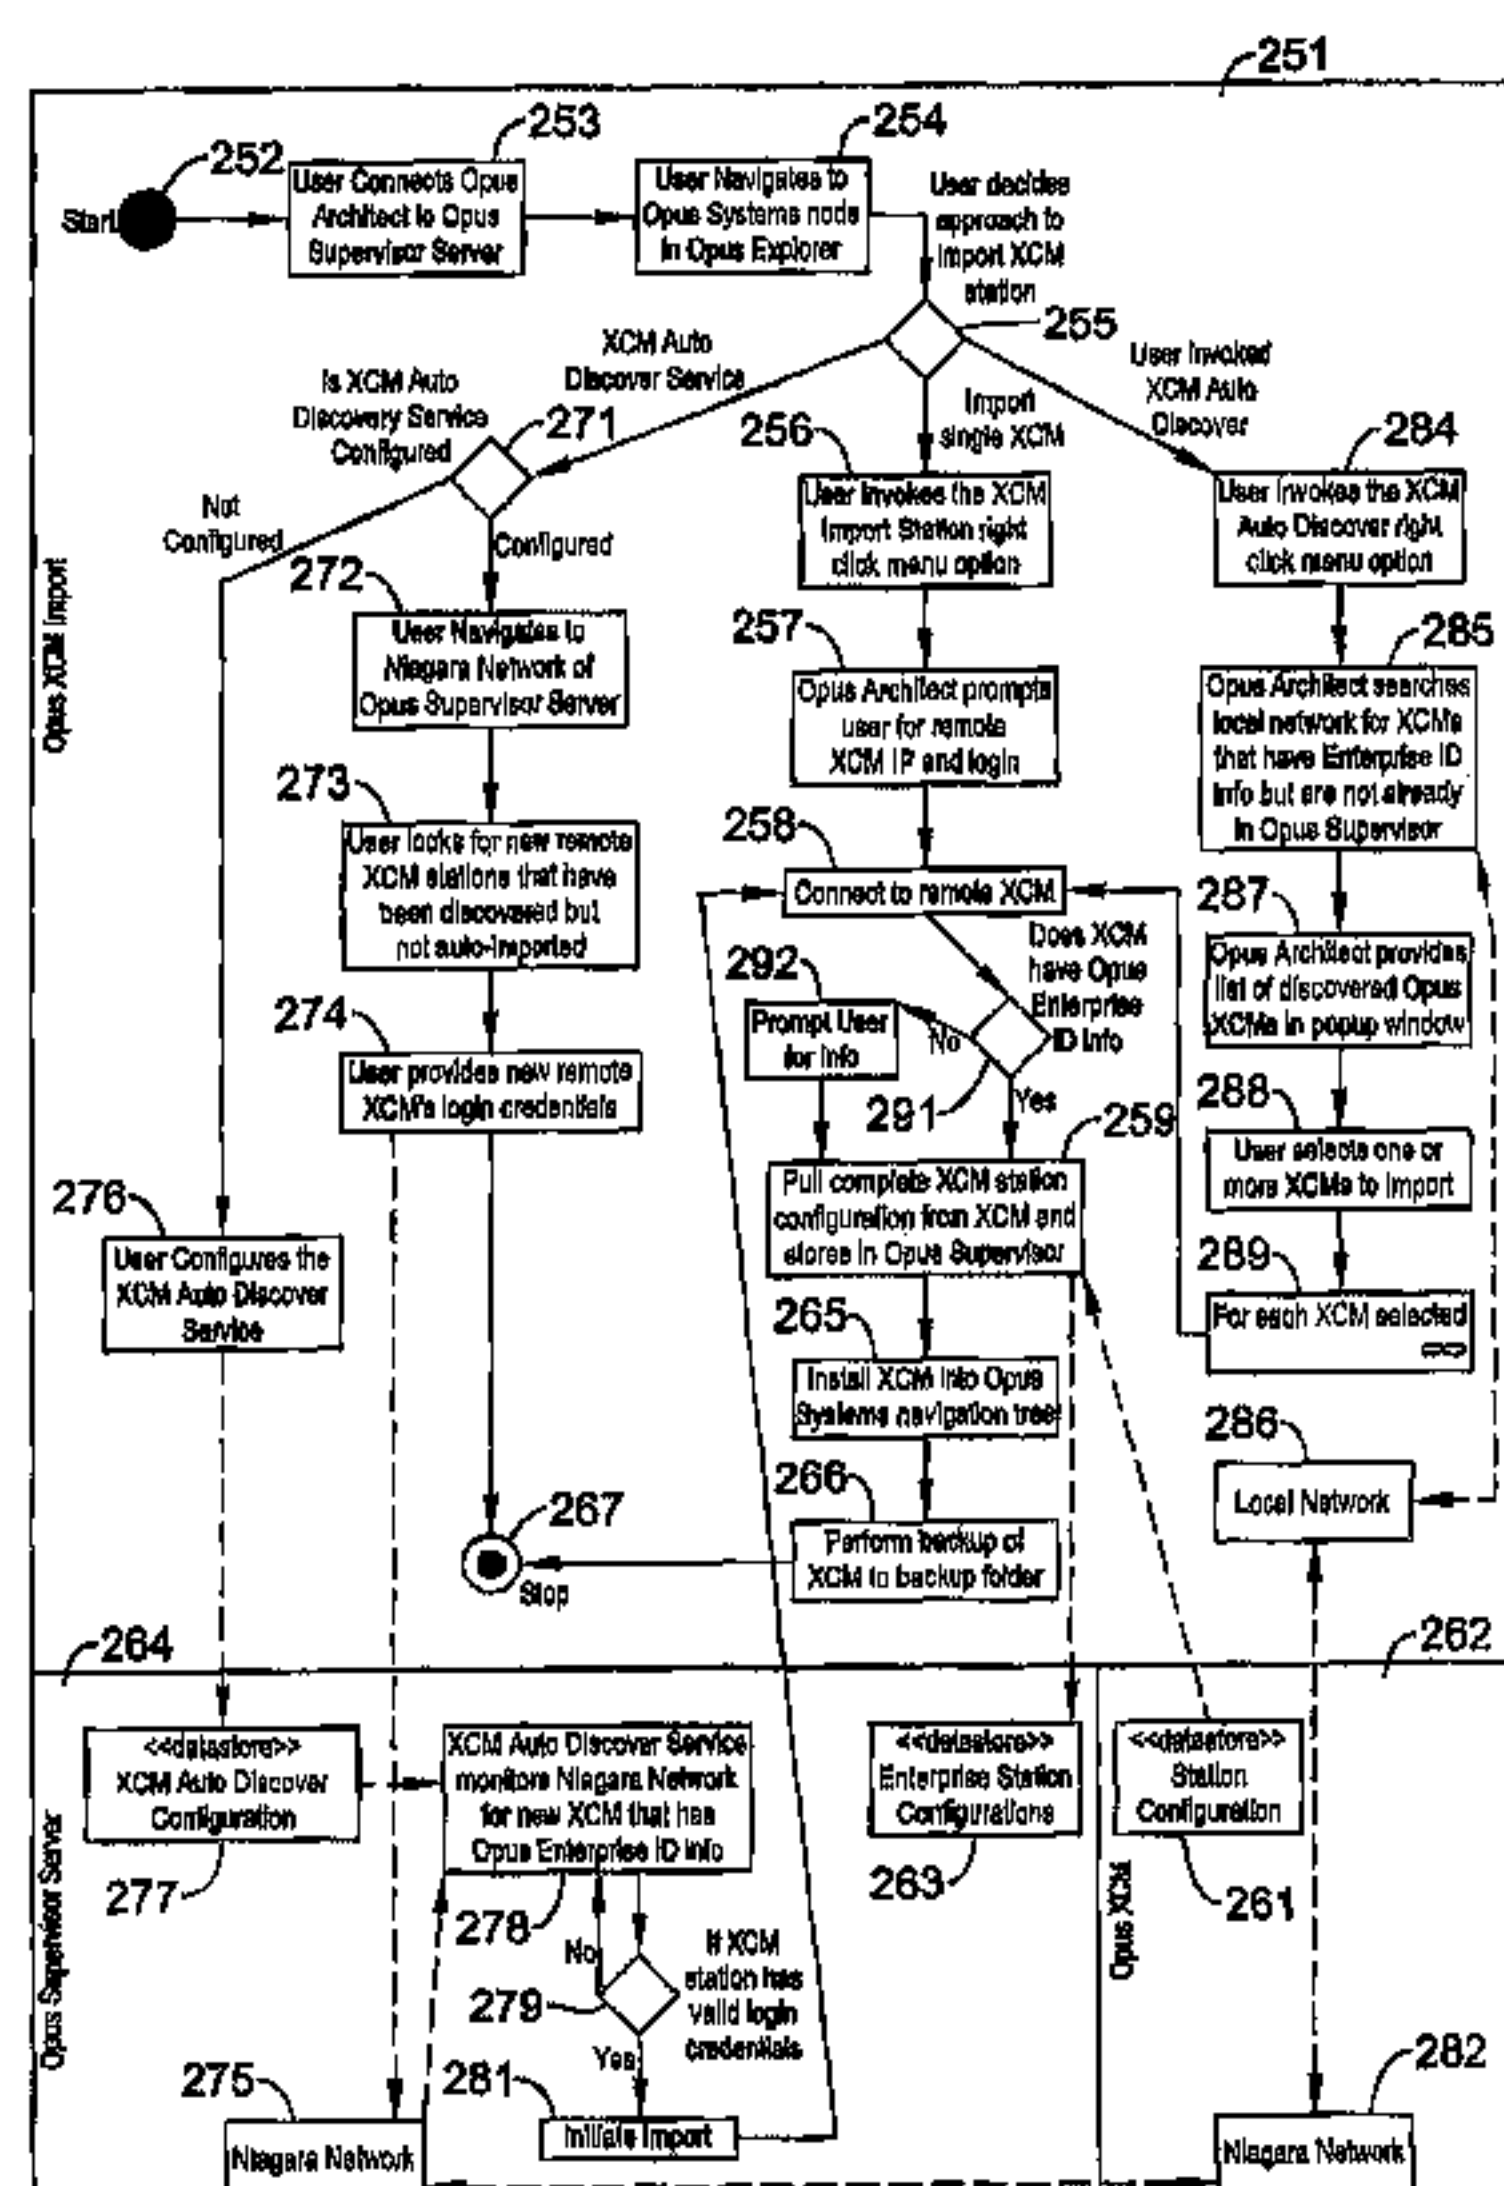 251
252
Start
253
User Connects Opus
Architect to Opus
Supervisor Server
254
User Navigates to
Opus Systems node
in Opus Explorer
User decides
approach to
import XCM
station
255
XCM Auto
Discover Service
Is XCM Auto
Discovery Service
Configured
271
Not
Configured
Configured
Import
single XCM
User Invoked
XCM Auto
Discover
256
User Invokes the XCM
Import Station right
click menu option
284
User Invokes the XCM
Auto Discover right
click menu option
Opus XCM Import
272
User Navigates to
Niagara Network of
Opus Supervisor Server
257
Opus Architect prompts
user for remote
XCM IP and login
285
Opus Architect searches
local network for XCMs
that have Enterprise ID
Info but are not already
in Opus Supervisor
273
User looks for new remote
XCM stations that have
been discovered but
not auto-imported
258
Connect to remote XCM
Does XCM
have Opus
Enterprise
ID Info
287
Opus Architect provides
list of discovered Opus
XCMs in popup window
292
Prompt User
for Info
No
291
Yes
274
User provides new remote
XCM's login credentials
288
User selects one or
more XCMs to Import
259
Pull complete XCM station
configuration from XCM and
stores in Opus Supervisor
276
User Configures the
XCM Auto Discover
Service
289
For each XCM selected
265
Install XCM into Opus
Systems navigation tree
286
Local Network
266
Perform backup of
XCM to backup folder
267
Stop
264
262
Opus Supervisor Server
<<datastore>>
XCM Auto Discover
Configuration
277
XCM Auto Discover Service
monitors Niagara Network
for new XCM that has
Opus Enterprise ID Info
278
<<datastore>>
Enterprise Station
Configurations
263
<<datastore>>
Station
Configuration
261
Opus XCM
No
279
If XCM
station has
valid login
credentials
Yes
281
Initiate Import
275
Niagara Network
282
Niagara Network